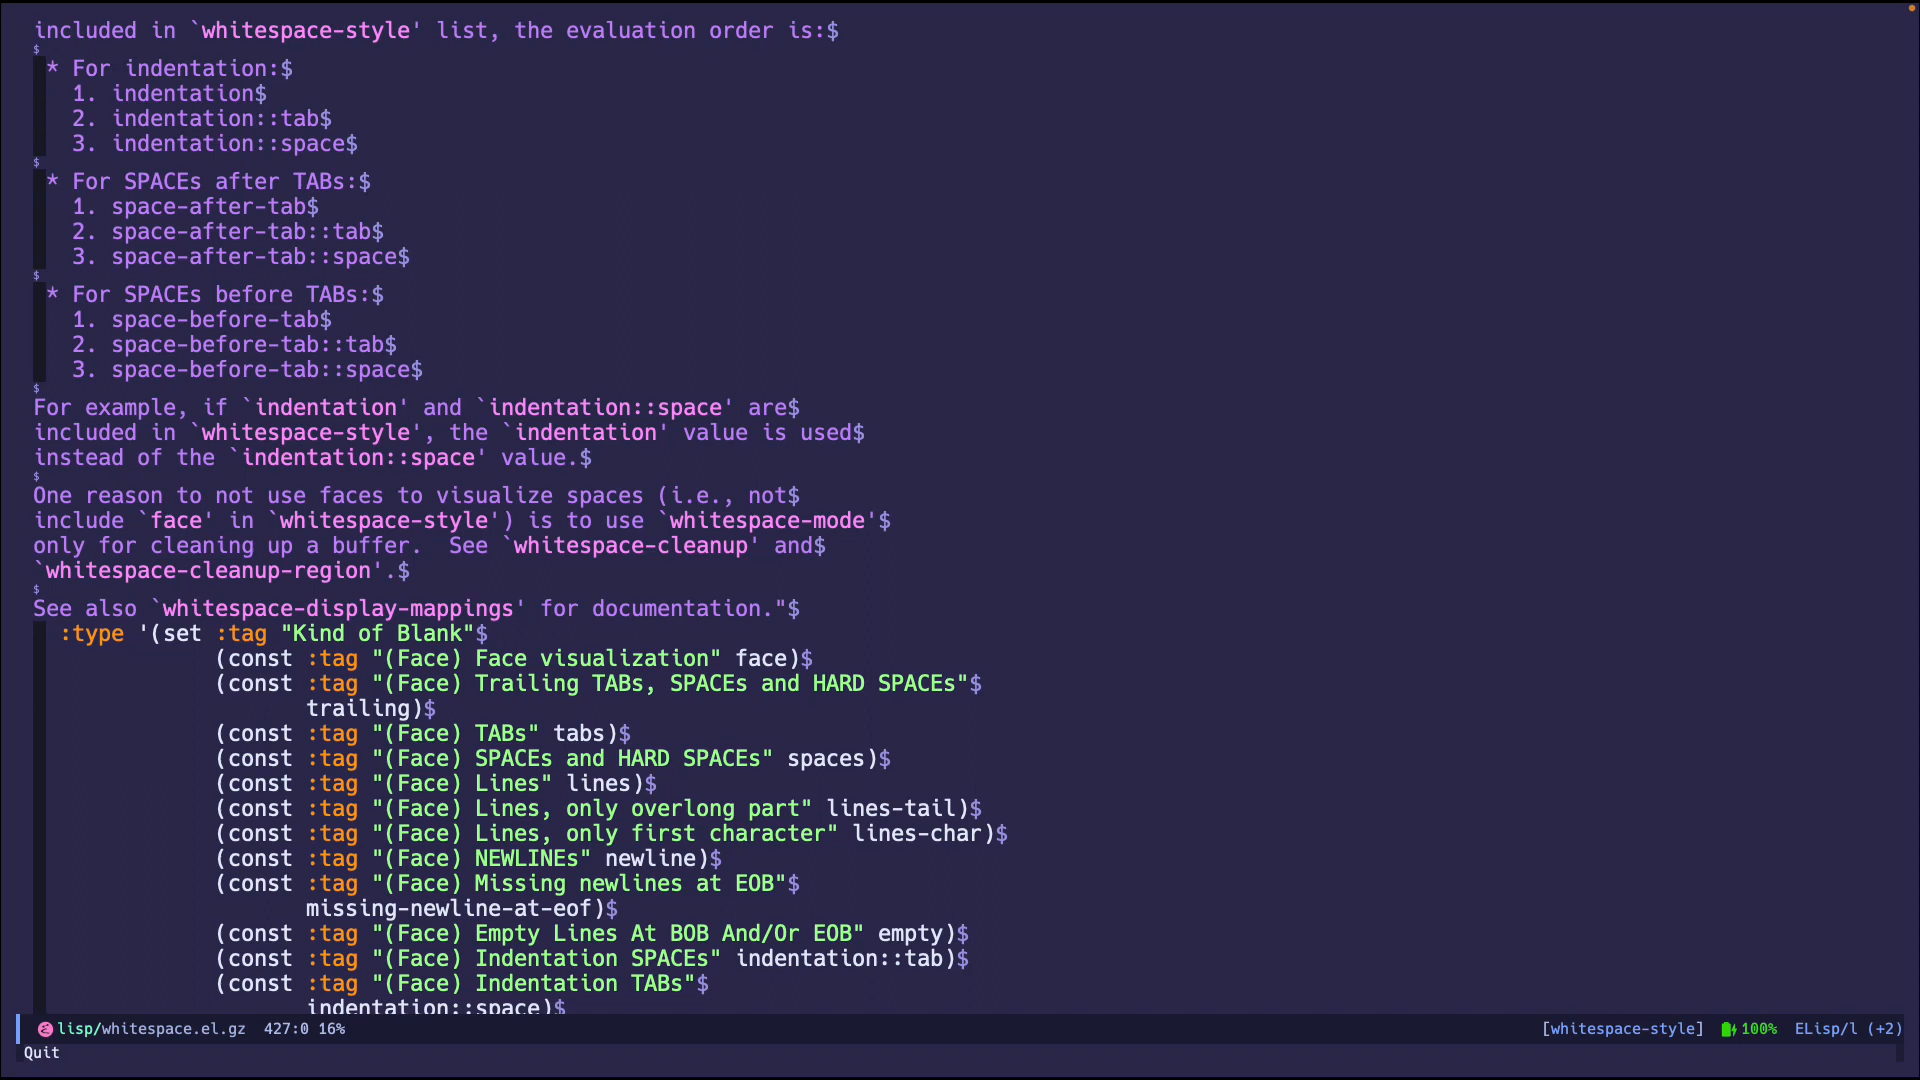 included in `whitespace-style' list, the evaluation order is:$
$
* For indentation:$
1. indentation$
2. indentation::tab$
3. indentation::space$
$
* For SPACEs after TABs:$
1. space-after-tab$
2. space-after-tab::tab$
3. space-after-tab::space$
$
* For SPACEs before TABs:$
1. space-before-tab$
2. space-before-tab::tab$
3. space-before-tab::space$
$
For example, if `indentation' and `indentation::space' are$
included in `whitespace-style', the `indentation' value is used$
instead of the `indentation::space' value.$
$
One reason to not use faces to visualize spaces (i.e., not$
include `face' in `whitespace-style') is to use `whitespace-mode'$
only for cleaning up a buffer.  See `whitespace-cleanup' and$
`whitespace-cleanup-region'.$
$
See also `whitespace-display-mappings' for documentation."$
:type '(set :tag "Kind of Blank"$
(const :tag "(Face) Face visualization" face)$
(const :tag "(Face) Trailing TABs, SPACEs and HARD SPACEs"$
trailing)$
(const :tag "(Face) TABs" tabs)$
(const :tag "(Face) SPACEs and HARD SPACEs" spaces)$
(const :tag "(Face) Lines" lines)$
(const :tag "(Face) Lines, only overlong part" lines-tail)$
(const :tag "(Face) Lines, only first character" lines-char)$
(const :tag "(Face) NEWLINEs" newline)$
(const :tag "(Face) Missing newlines at EOB"$
missing-newline-at-eof)$
(const :tag "(Face) Empty Lines At BOB And/Or EOB" empty)$
(const :tag "(Face) Indentation SPACEs" indentation::tab)$
(const :tag "(Face) Indentation TABs"$
indentation::space)$
lisp/whitespace.el.gz  427:0 16%  [whitespace-style]  100%  ELisp/l (+2)
Quit